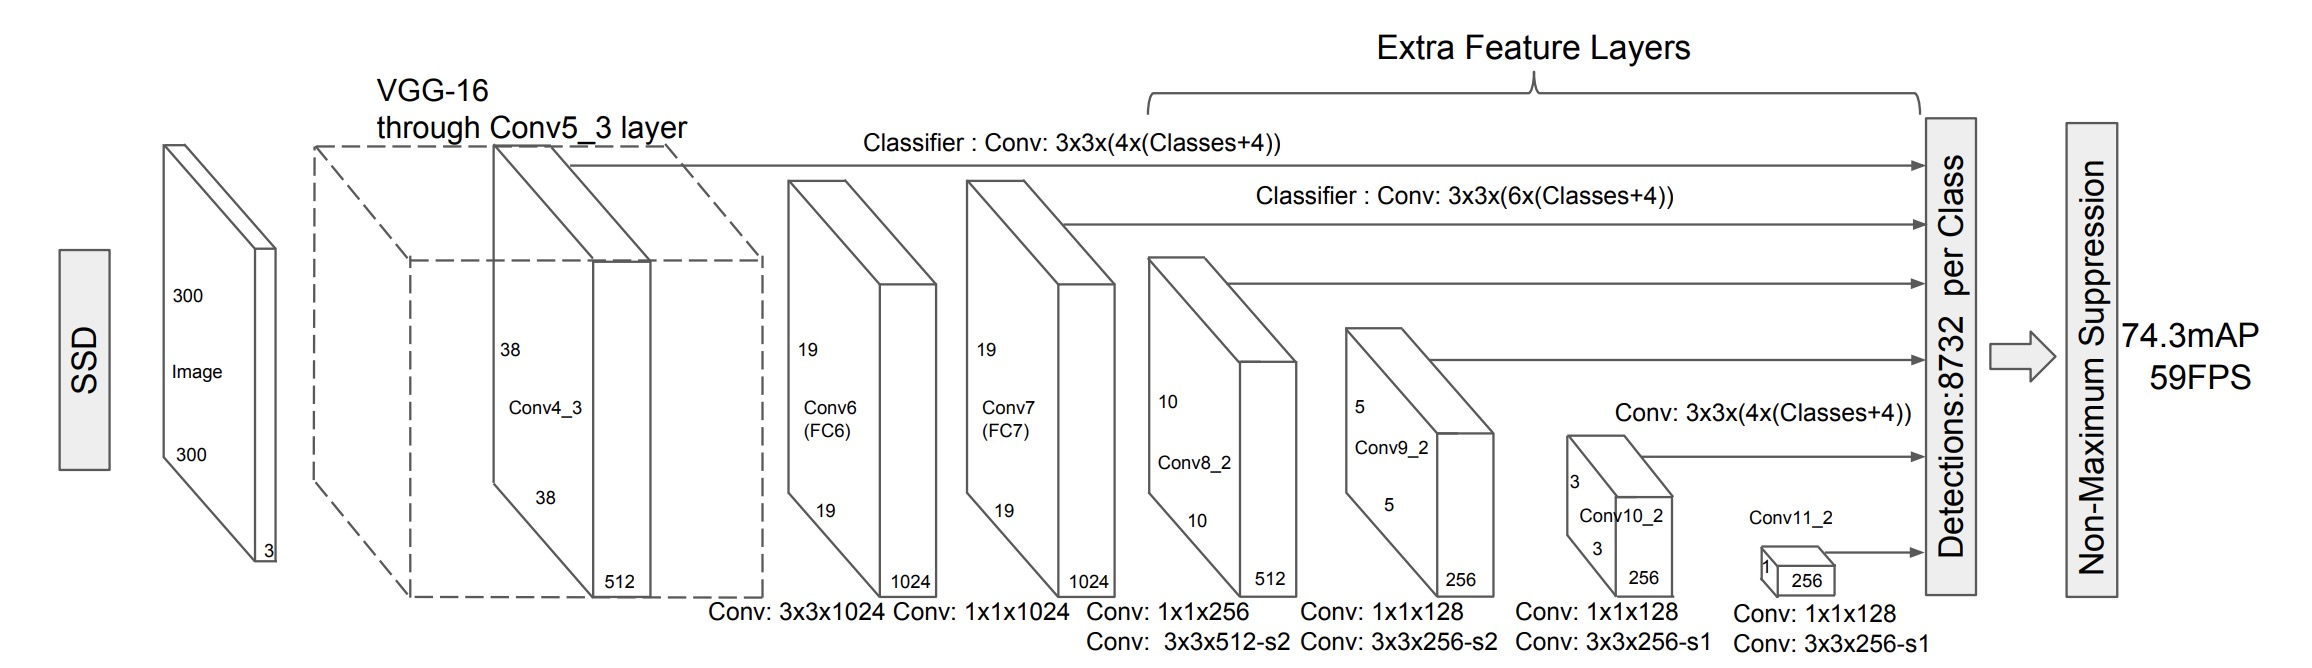 Extra Feature Layers
VGG-16
through Conv5_3 layer
Classifier : Conv: 3x3x(4x(Classes+4))
Classifier : Conv: 3x3x(6x(Classes+4))
SSD
300
Image
300
3
38
Conv4_3
38
512
19
Conv6
(FC6)
19
1024
19
Conv7
(FC7)
19
1024
10
Conv8_2
10
512
5
Conv9_2
5
256
Conv: 3x3x(4x(Classes+4))
3
Conv10_2
3
256
Conv11_2
1
256
Detections:8732 per Class
Non-Maximum Suppression
74.3mAP
59FPS
Conv: 3x3x1024
Conv: 1x1x1024
Conv: 1x1x256
Conv: 3x3x512-s2
Conv: 1x1x128
Conv: 3x3x256-s2
Conv: 1x1x128
Conv: 3x3x256-s1
Conv: 1x1x128
Conv: 3x3x256-s1